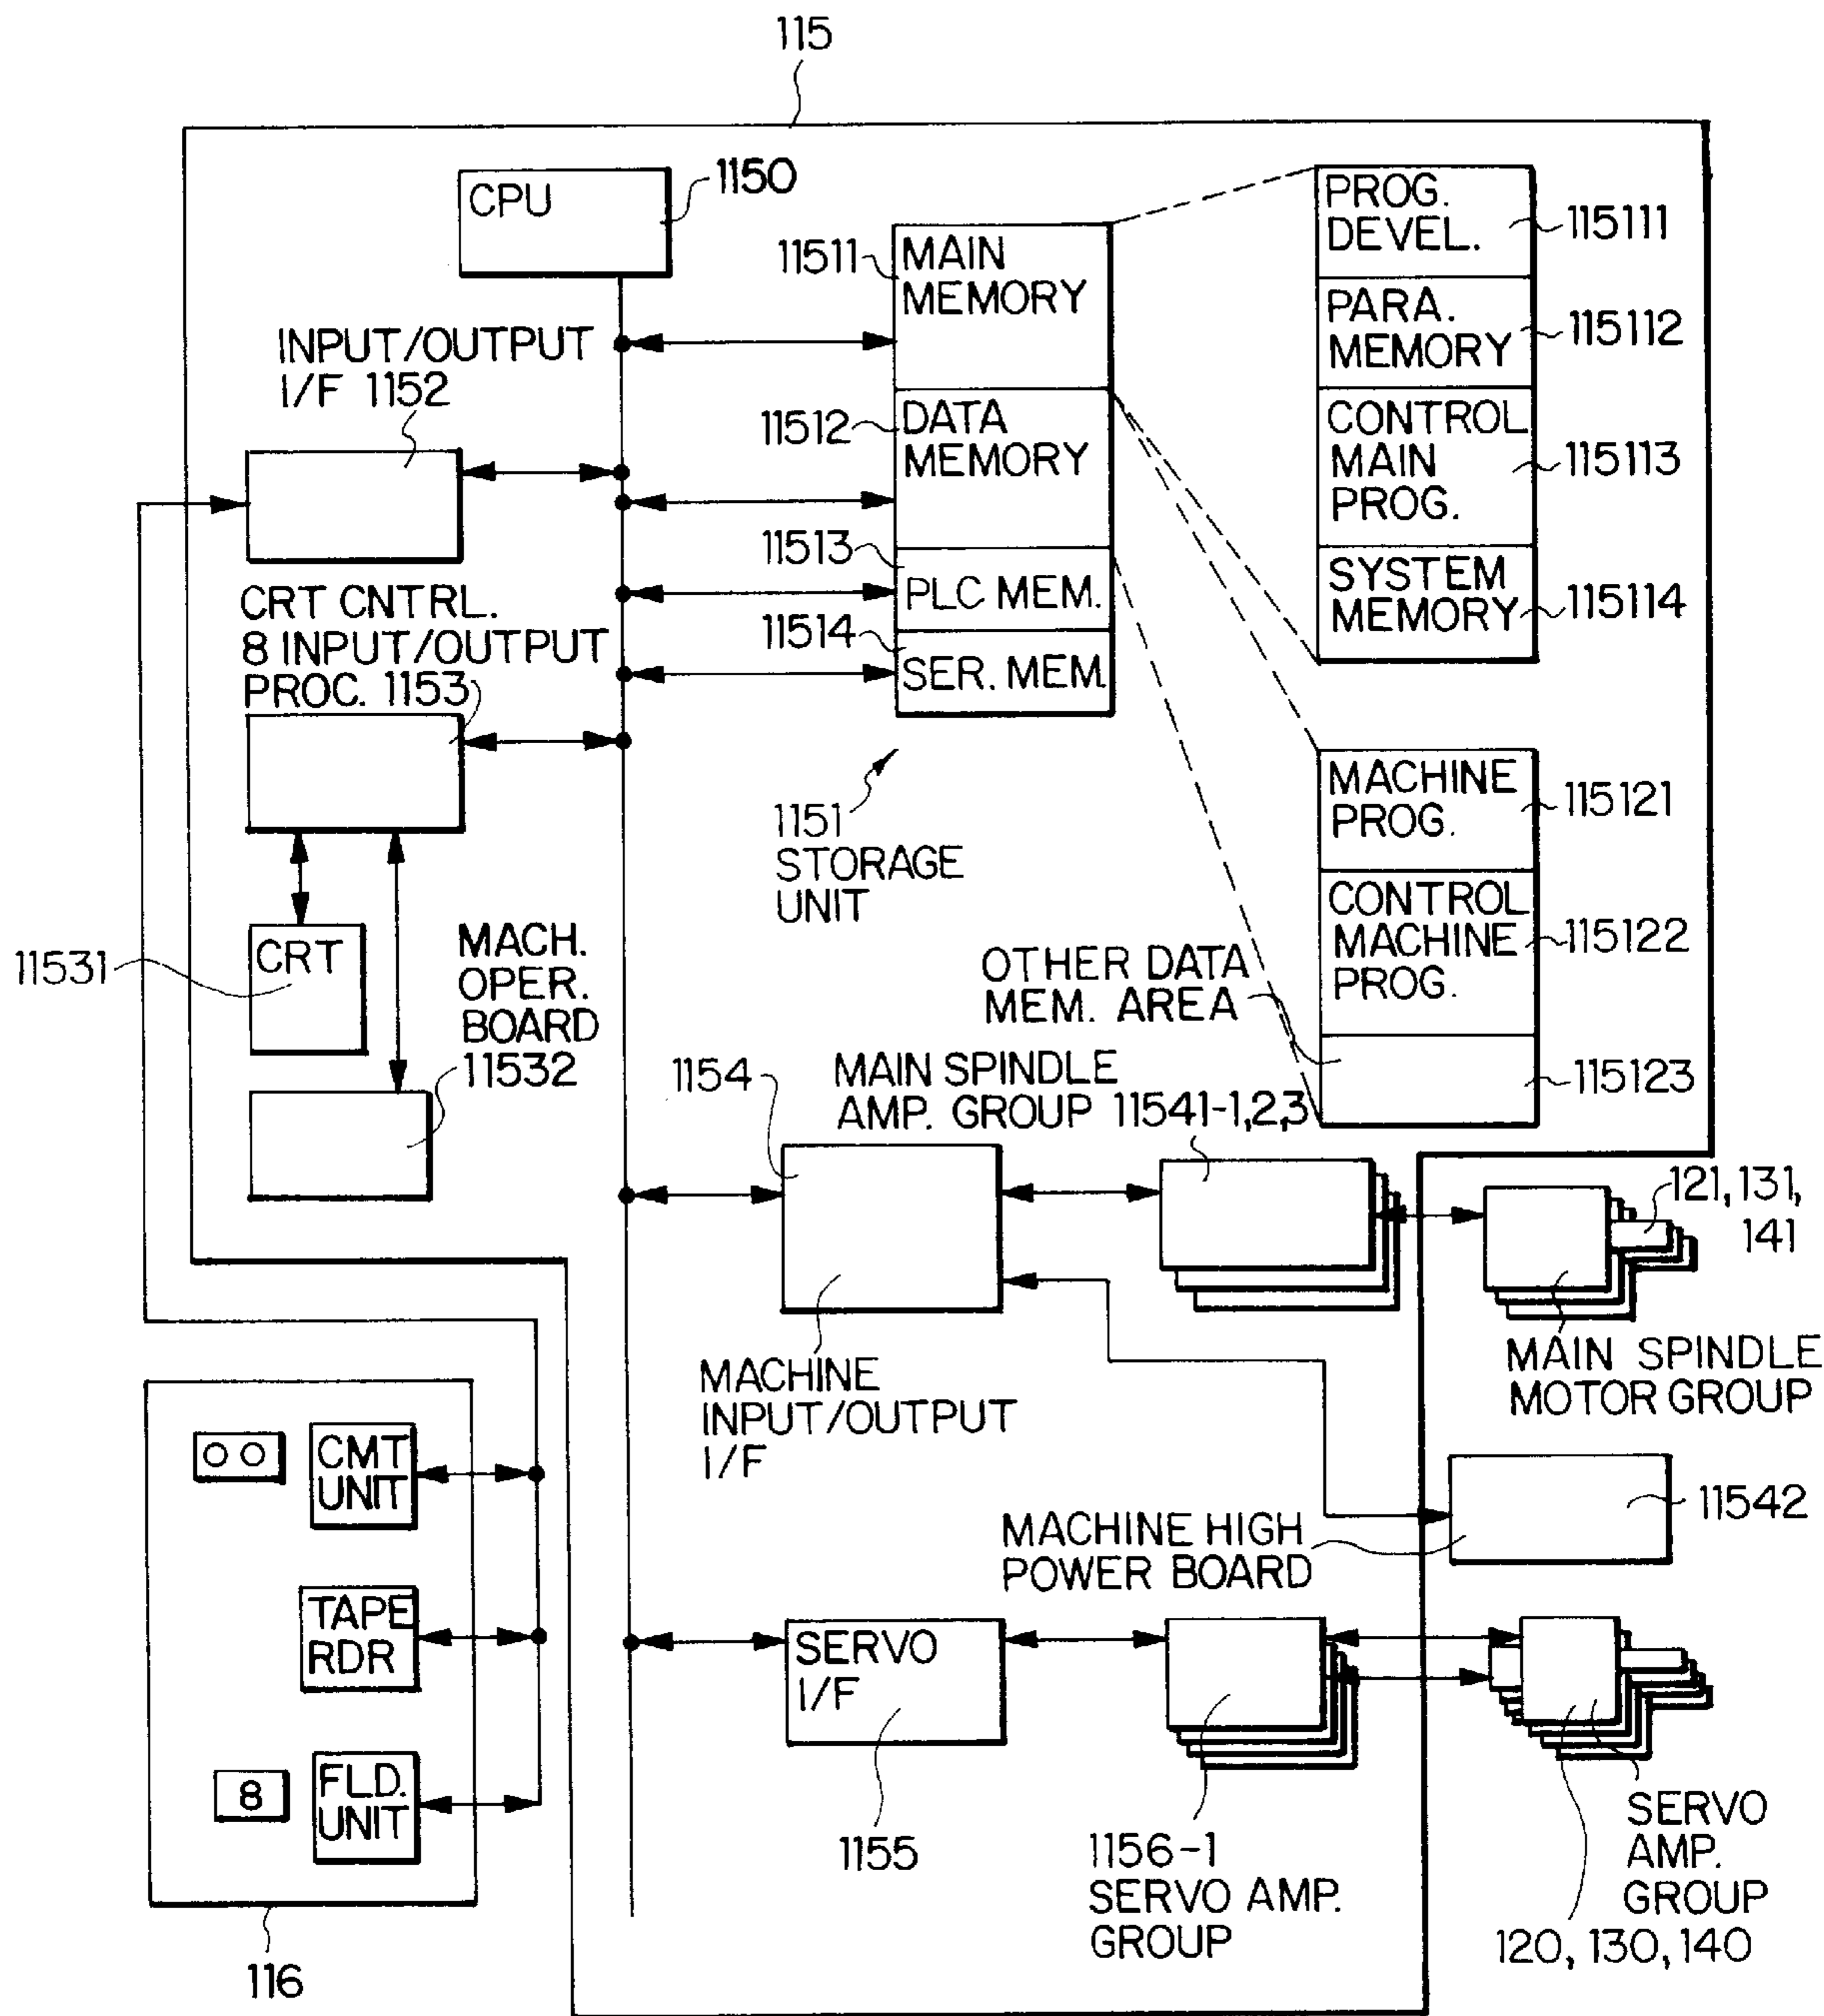 115
CPU
1150
INPUT/OUTPUT
I/F 1152
CRT CNTRL.
8 INPUT/OUTPUT
PROC. 1153
CRT
11531
MACH.
OPER.
BOARD
11532
11511
MAIN
MEMORY
11512
DATA
MEMORY
11513
PLC MEM.
11514
SER. MEM.
1151
STORAGE
UNIT
PROG.
DEVEL.
115111
PARA.
MEMORY
115112
CONTROL
MAIN
PROG.
115113
SYSTEM
MEMORY
115114
MACHINE
PROG.
115121
CONTROL
MACHINE
PROG.
115122
OTHER DATA
MEM. AREA
115123
1154
MAIN SPINDLE
AMP. GROUP 11541-1,2,3
121,131,
141
MACHINE
INPUT/OUTPUT
I/F
MAIN SPINDLE
MOTOR GROUP
MACHINE HIGH
POWER BOARD
11542
SERVO
I/F
1155
1156-1
SERVO AMP.
GROUP
SERVO
AMP.
GROUP
120, 130, 140
CMT
UNIT
TAPE
RDR
8
FLD.
UNIT
116